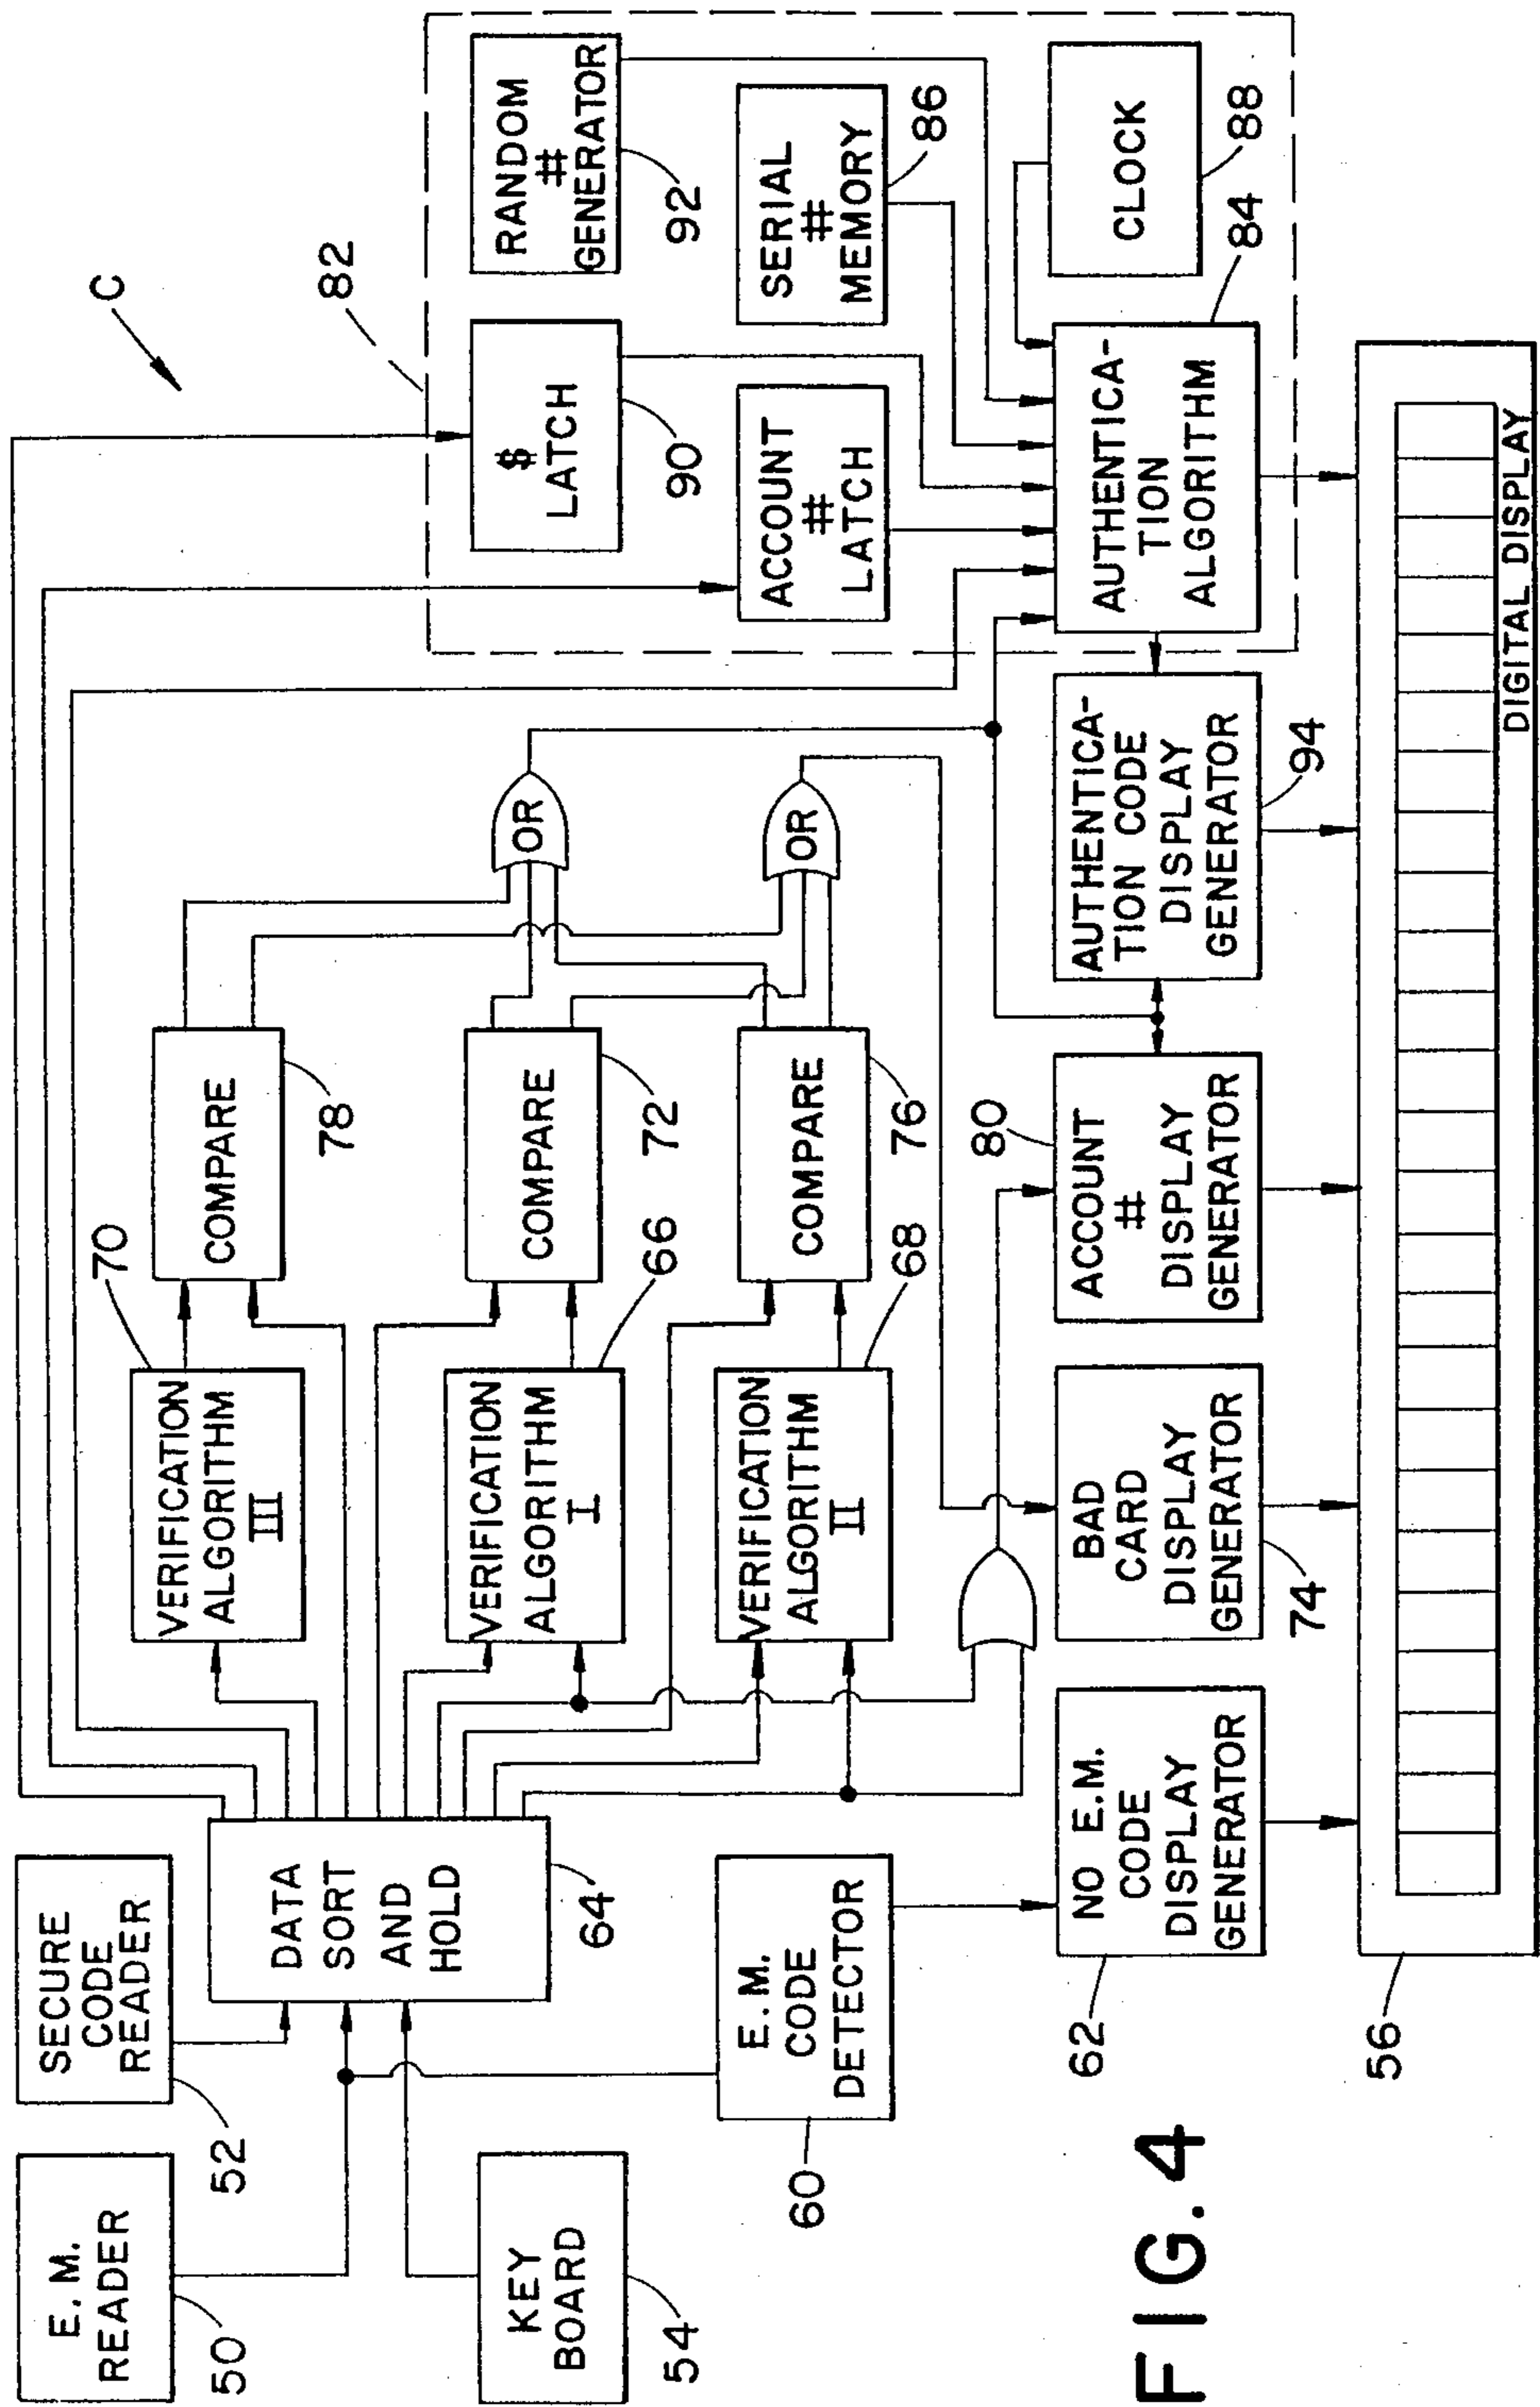 E. M.
READER
50
SECURE
CODE
READER
52
KEY
BOARD
54
DATA
SORT
AND
HOLD
64
E.M.
CODE
DETECTOR
60
VERIFICATION
ALGORITHM
III
70
VERIFICATION
ALGORITHM
I
66
VERIFICATION
ALGORITHM
II
68
COMPARE
78
COMPARE
72
COMPARE
76
OR
OR
C
82
$
LATCH
90
RANDOM
#
GENERATOR
92
ACCOUNT
#
LATCH
SERIAL
#
MEMORY
86
AUTHENTICA-
TION
ALGORITHM
84
CLOCK
88
NO E.M.
CODE
DISPLAY
GENERATOR
62
BAD
CARD
DISPLAY
GENERATOR
74
ACCOUNT
#
DISPLAY
GENERATOR
80
AUTHENTICA-
TION CODE
DISPLAY
GENERATOR
94
56
DIGITAL DISPLAY
FIG.4